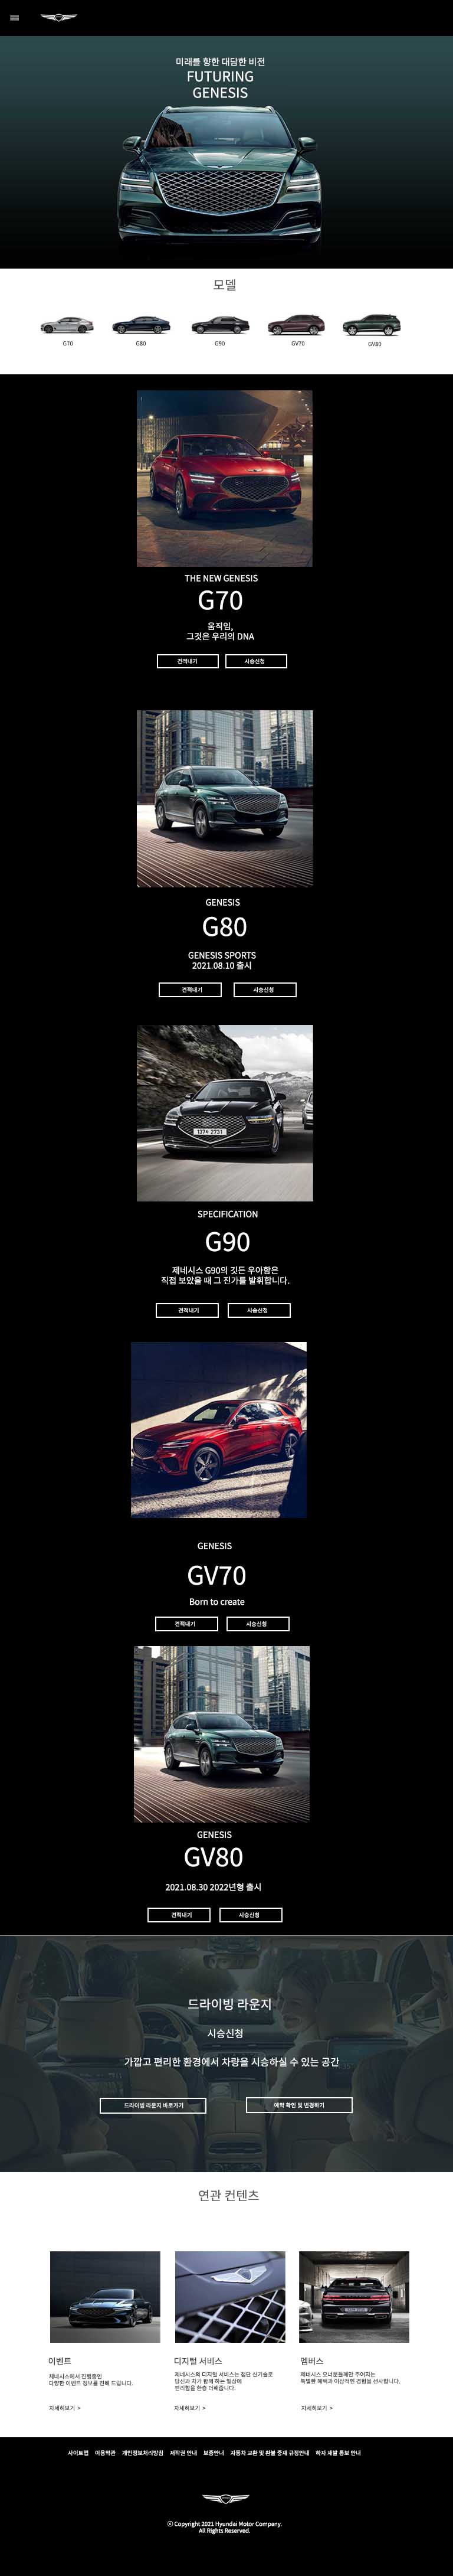 미래를 향한 대담한 비전
FUTURING
GENESIS
모델
G70
G80
G90
GV70
GV80
THE NEW GENESIS
G70
움직임,
그것은 우리의 DNA
견적내기
시승신청
GENESIS
G80
GENESIS SPORTS
2021.08.10 출시
견적내기
시승신청
SPECIFICATION
G90
제네시스 G90의 깃든 우아함은
직접 보았을 때 그 진가를 발휘합니다.
견적내기
시승신청
GENESIS
GV70
Born to create
견적내기
시승신청
GENESIS
GV80
2021.08.30 2022년형 출시
견적내기
시승신청
드라이빙 라운지
시승신청
가깝고 편리한 환경에서 차량을 시승하실 수 있는 공간
드라이빙 라운지 바로가기
예약 확인 및 변경하기
연관 컨텐츠
이벤트
제네시스에서 진행중인
다양한 이벤트 정보를 전해 드립니다.
자세히보기 >
디지털 서비스
제네시스의 디지털 서비스는 첨단 신기술로
당신과 차가 함께 하는 일상에
편리함을 한층 더해줍니다.
자세히보기 >
멤버스
제네시스 오너분들께만 주어지는
특별한 혜택과 이상적인 경험을 선사합니다.
자세히보기 >
사이트맵 이용약관 개인정보처리방침 저작권 안내 보증안내 자동차 교환 및 환불 중재 규정안내 하자 재발 통보 안내
ⓒ Copyright 2021 Hyundai Motor Company.
All Rights Reserved.